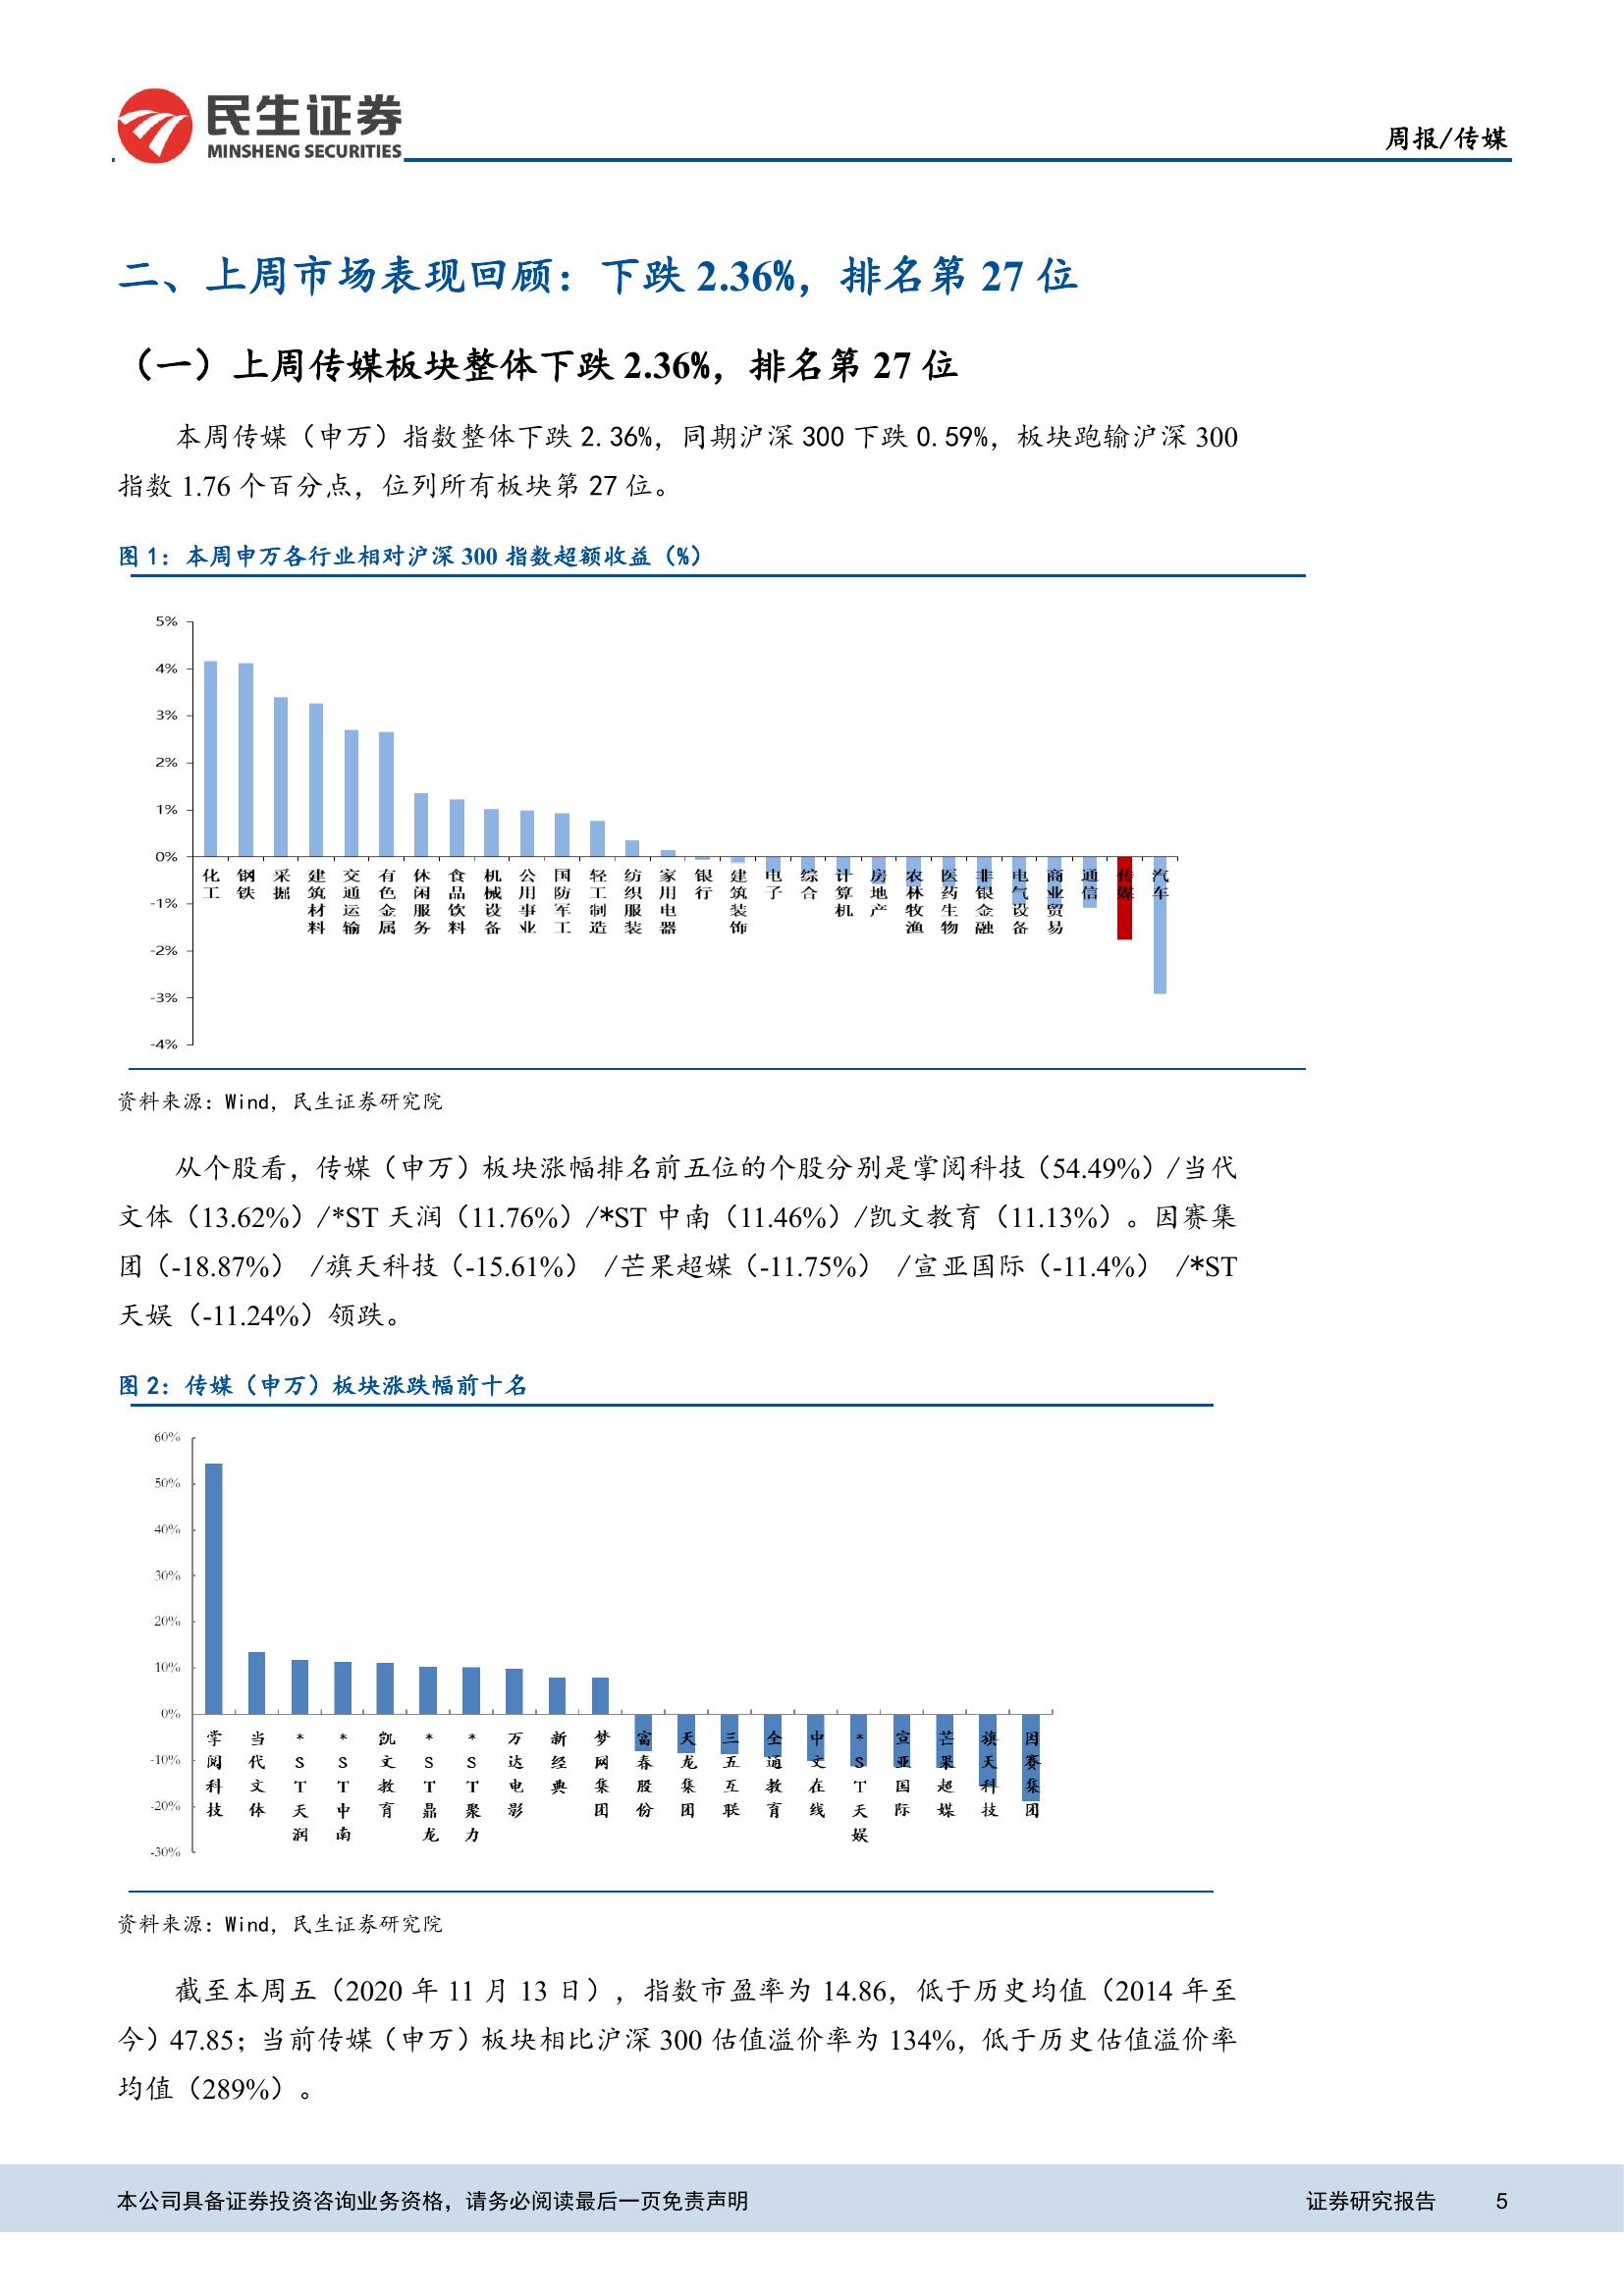 民生证券
MINSHENG SECURITIES
周报/传媒
二、上周市场表现回顾：下跌 2.36%，排名第 27 位
（一）上周传媒板块整体下跌 2.36%，排名第 27 位
本周传媒（申万）指数整体下跌 2.36%，同期沪深 300 下跌 0.59%，板块跑输沪深 300
指数 1.76 个百分点，位列所有板块第 27 位。
图 1：本周申万各行业相对沪深 300 指数超额收益（%）
5%
4%
3%
2%
1%
0%
-1%
-2%
-3%
-4%
化工
钢铁
采掘
建筑材料
交通运输
有色金属
休闲服务
食品饮料
机械设备
公用事业
国防军工
轻工制造
纺织服装
家用电器
银行
建筑装饰
电子
综合
计算机
房地产
农林牧渔
医药生物
非银金融
电气设备
商业贸易
通信
传媒
汽车
资料来源：Wind，民生证券研究院
从个股看，传媒（申万）板块涨幅排名前五位的个股分别是掌阅科技（54.49%）/当代
文体（13.62%）/*ST 天润（11.76%）/*ST 中南（11.46%）/凯文教育（11.13%）。因赛集
团（-18.87%） /旗天科技（-15.61%） /芒果超媒（-11.75%） /宣亚国际（-11.4%） /*ST
天娱（-11.24%）领跌。
图 2：传媒（申万）板块涨跌幅前十名
60%
50%
40%
30%
20%
10%
0%
-10%
-20%
-30%
掌阅科技
当代文体
*ST天润
*ST中南
凯文教育
*ST鼎龙
*ST聚力
万达电影
新经典
梦网集团
富春股份
天龙集团
三五互联
全通教育
中文在线
*ST天娱
宣亚国际
芒果超媒
旗天科技
因赛集团
资料来源：Wind，民生证券研究院
截至本周五（2020 年 11 月 13 日），指数市盈率为 14.86，低于历史均值（2014 年至
今）47.85；当前传媒（申万）板块相比沪深 300 估值溢价率为 134%，低于历史估值溢价率
均值（289%）。
本公司具备证券投资咨询业务资格，请务必阅读最后一页免责声明
证券研究报告 5